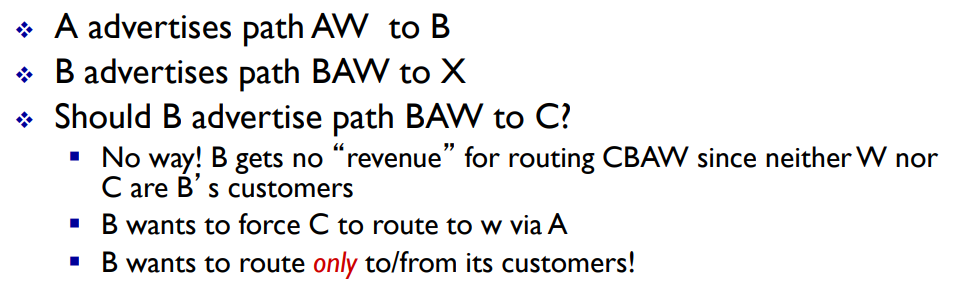 ❖ A advertises path AW to B
❖ B advertises path BAW to X
❖ Should B advertise path BAW to C?
▪ No way! B gets no “revenue” for routing CBAW since neither W nor
C are B’s customers
▪ B wants to force C to route to w via A
▪ B wants to route only to/from its customers!